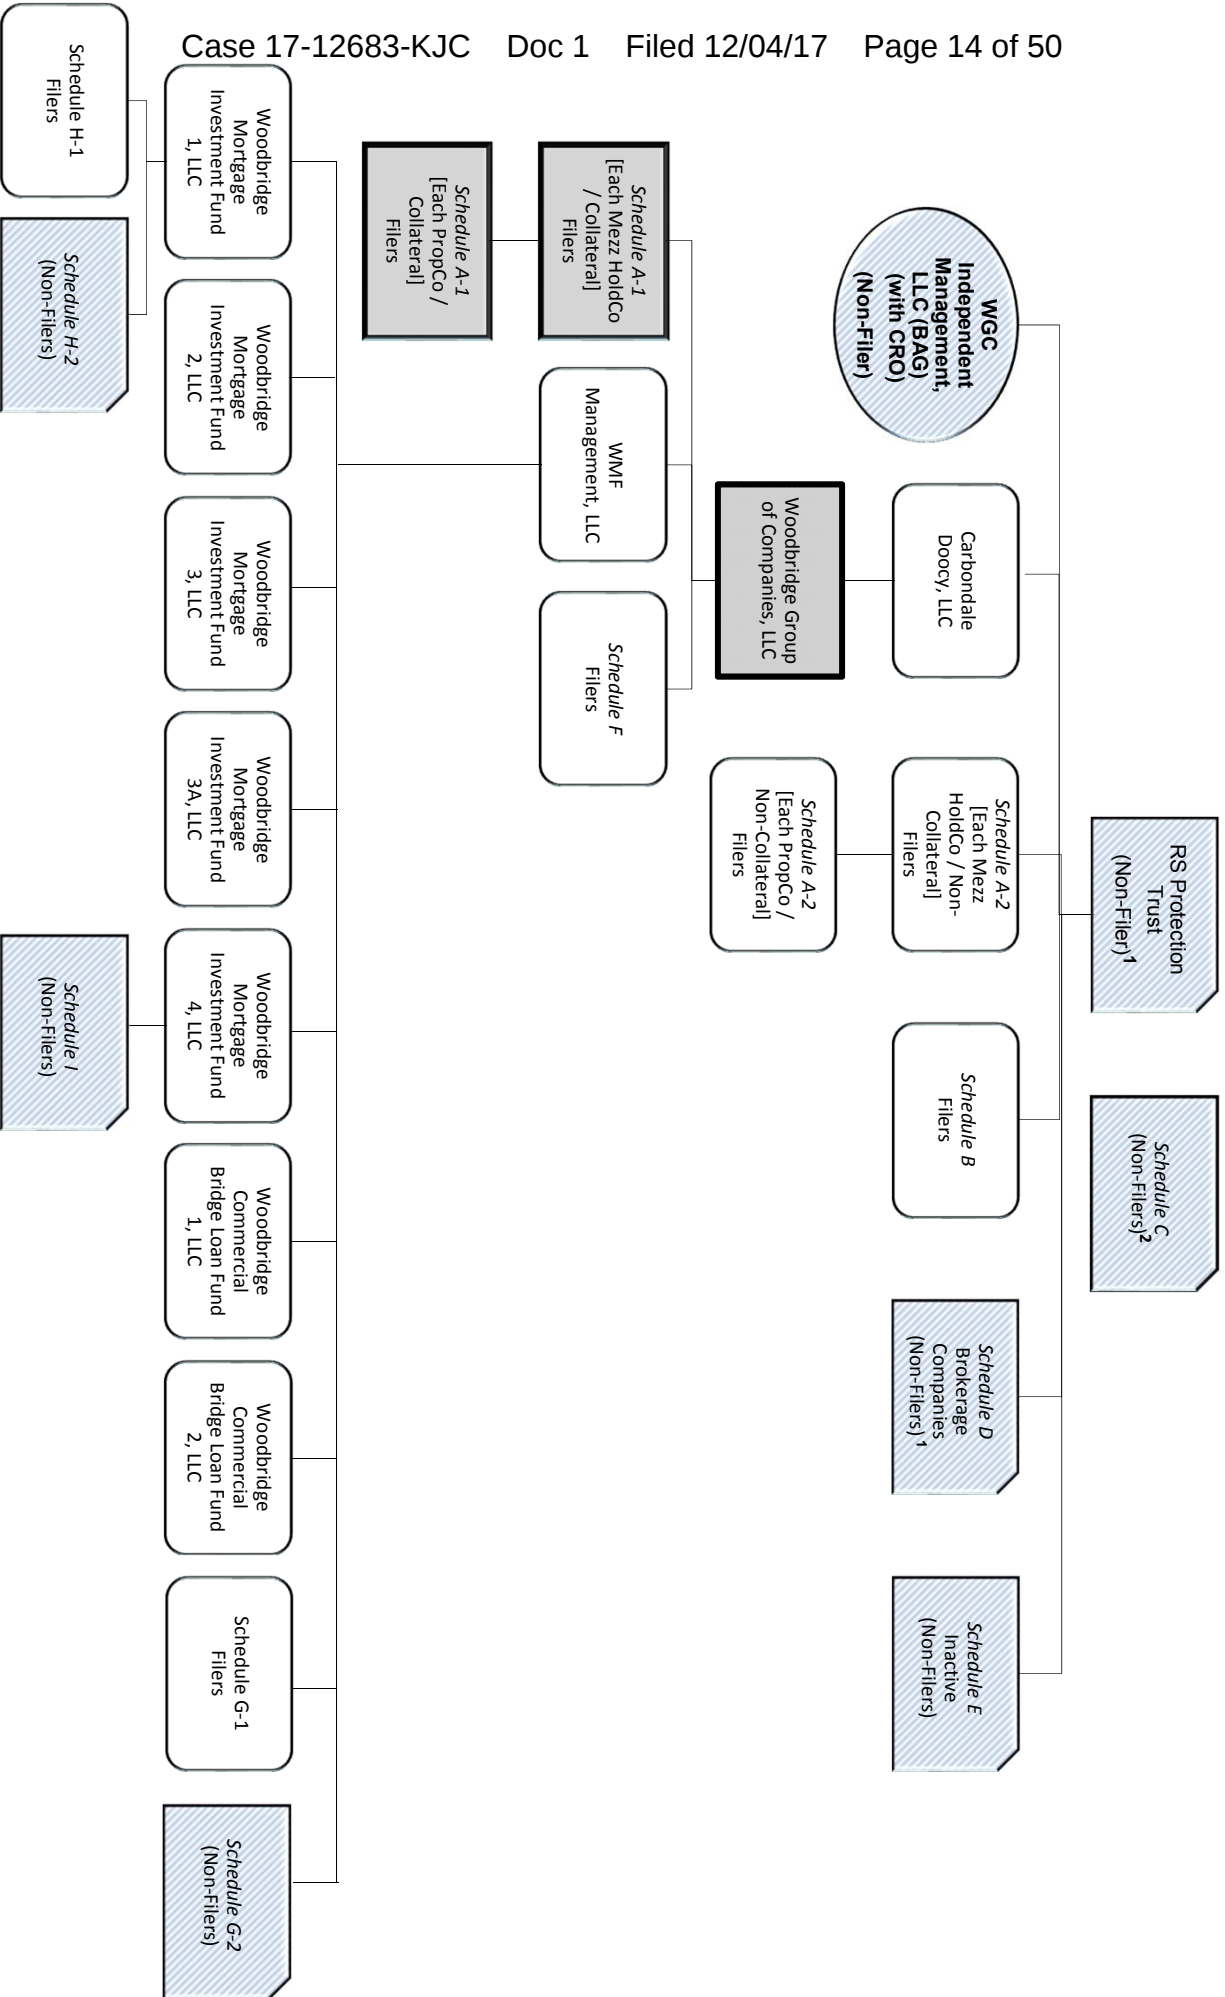 Case 17-12683-KJC Doc 1 Filed 12/04/17 Page 14 of 50
RS Protection
Trust
(Non-Filer)1
Schedule C
(Non-Filers)2
WGC
Independent
Management,
LLC (BAG)
(with CRO)
(Non-Filer)
Carbondale
Doocy, LLC
Schedule A-2
[Each Mezz
HoldCo / Non-
Collateral]
Filers
Schedule B
Filers
Schedule D
Brokerage
Companies
(Non-Filers) 1
Schedule E
Inactive
(Non-Filers)
Woodbridge Group
of Companies, LLC
Schedule A-2
[Each PropCo /
Non-Collateral]
Filers
Schedule A-1
[Each Mezz HoldCo
/ Collateral]
Filers
WMF
Management, LLC
Schedule F
Filers
Schedule A-1
[Each PropCo /
Collateral]
Filers
Woodbridge
Mortgage
Investment Fund
1, LLC
Woodbridge
Mortgage
Investment Fund
2, LLC
Woodbridge
Mortgage
Investment Fund
3, LLC
Woodbridge
Mortgage
Investment Fund
3A, LLC
Woodbridge
Mortgage
Investment Fund
4, LLC
Woodbridge
Commercial
Bridge Loan Fund
1, LLC
Woodbridge
Commercial
Bridge Loan Fund
2, LLC
Schedule G-1
Filers
Schedule G-2
(Non-Filers)
Schedule H-1
Filers
Schedule H-2
(Non-Filers)
Schedule I
(Non-Filers)